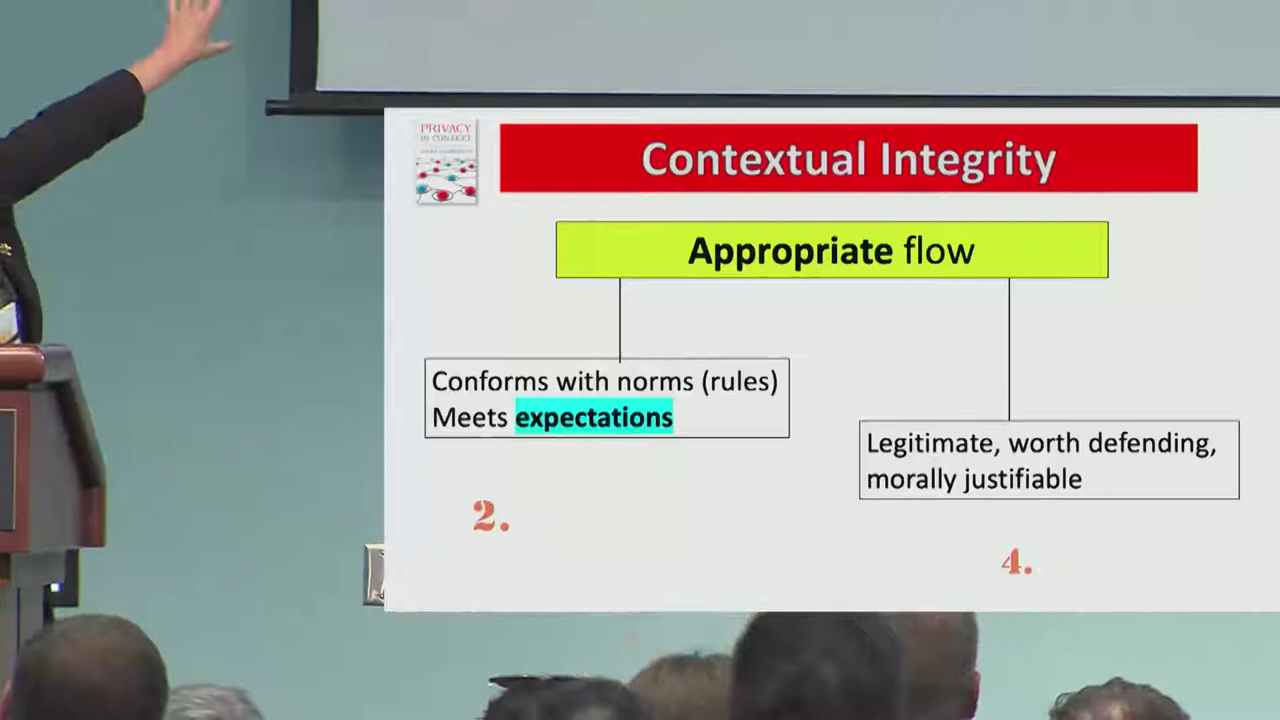 PRIVACY
IN CONTEXT
Contextual Integrity
Appropriate flow
Conforms with norms (rules)
Meets expectations
Legitimate, worth defending,
morally justifiable
2.
4.